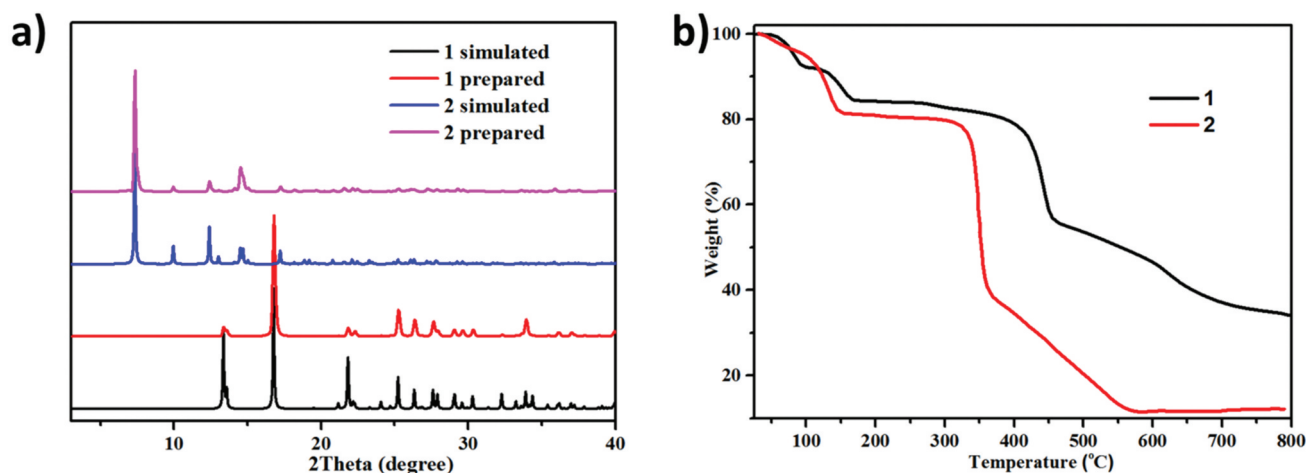 a)
1 simulated
1 prepared
2 simulated
2 prepared
10
20
30
40
2Theta (degree)
b)
100
80
60
40
20
Weight (%)
1
2
100
200
300
400
500
600
700
800
Temperature (°C)